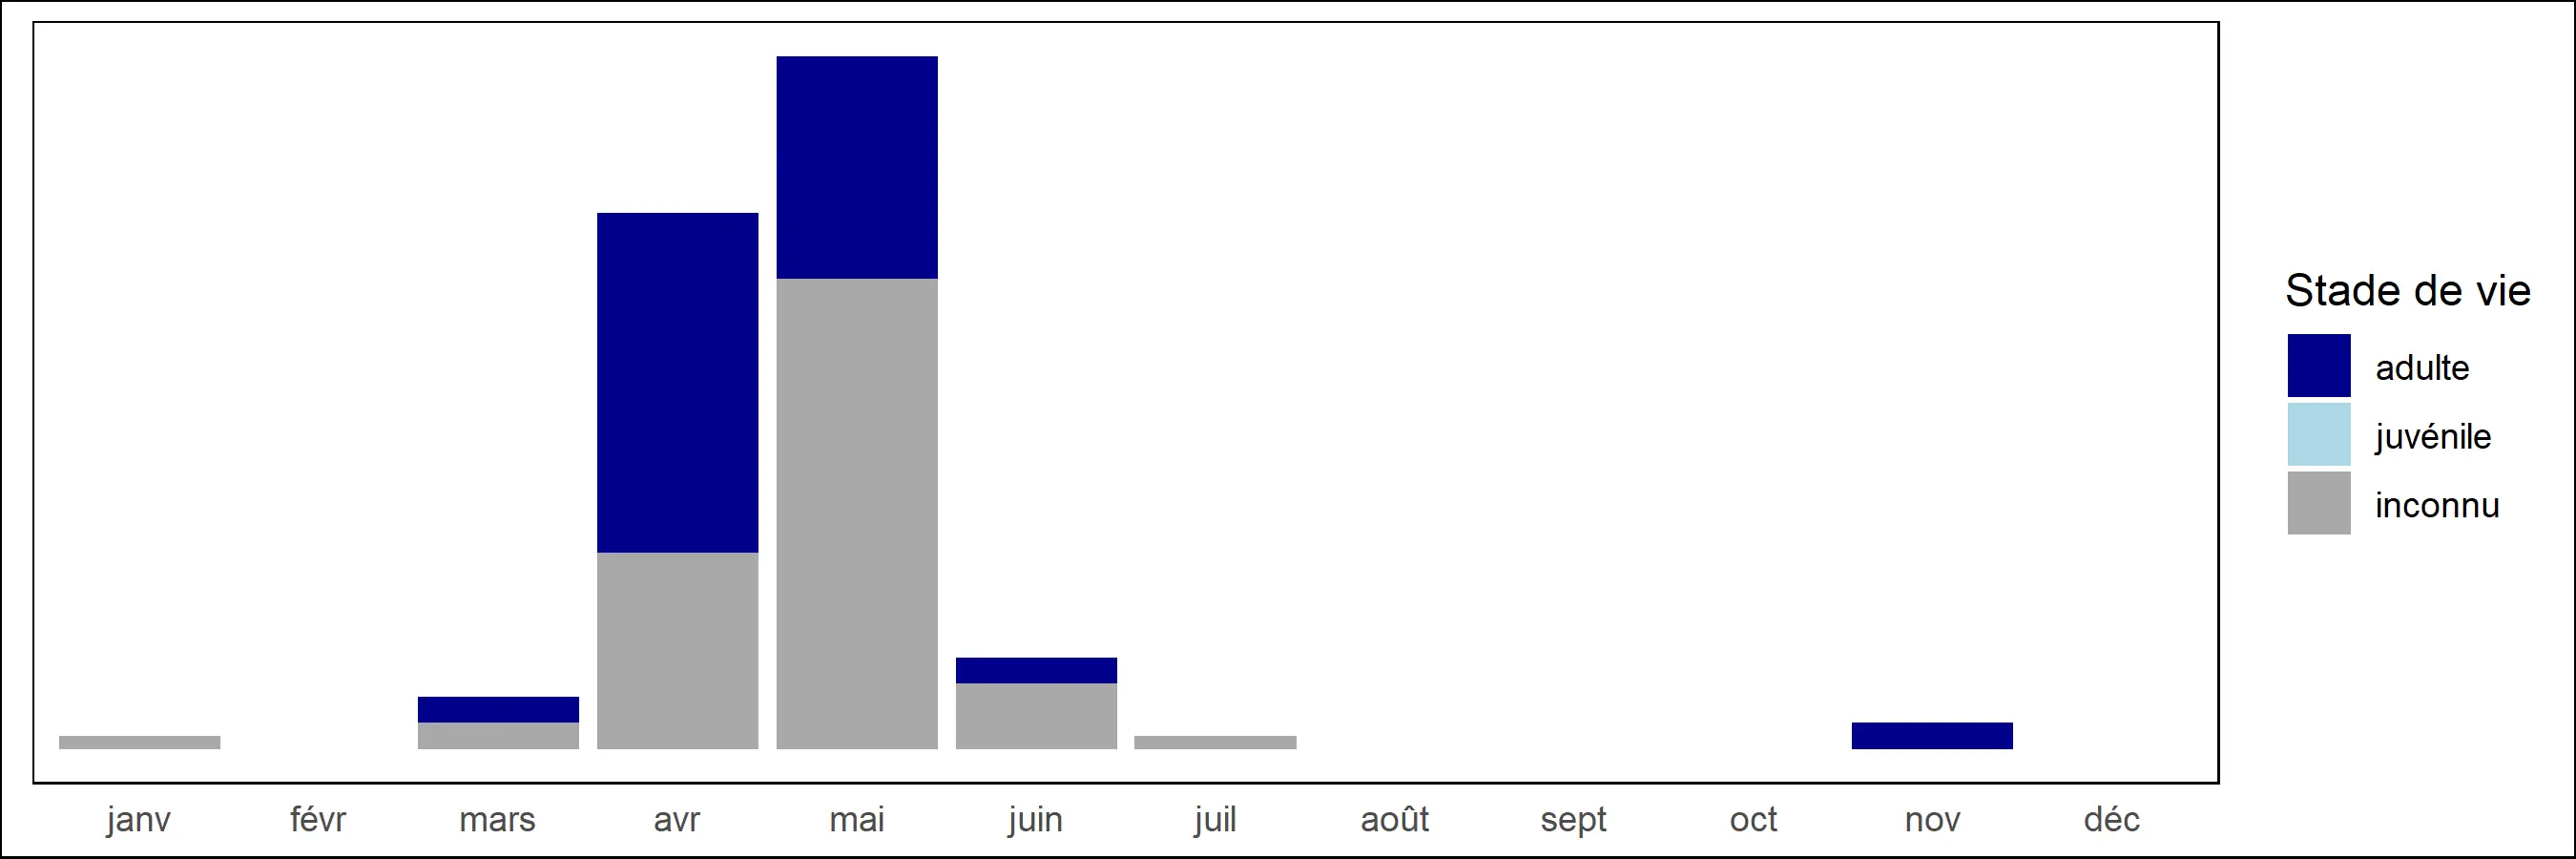 janv févr mars avr mai juin juil août sept oct nov déc
Stade de vie
adulte
juvénile
inconnu